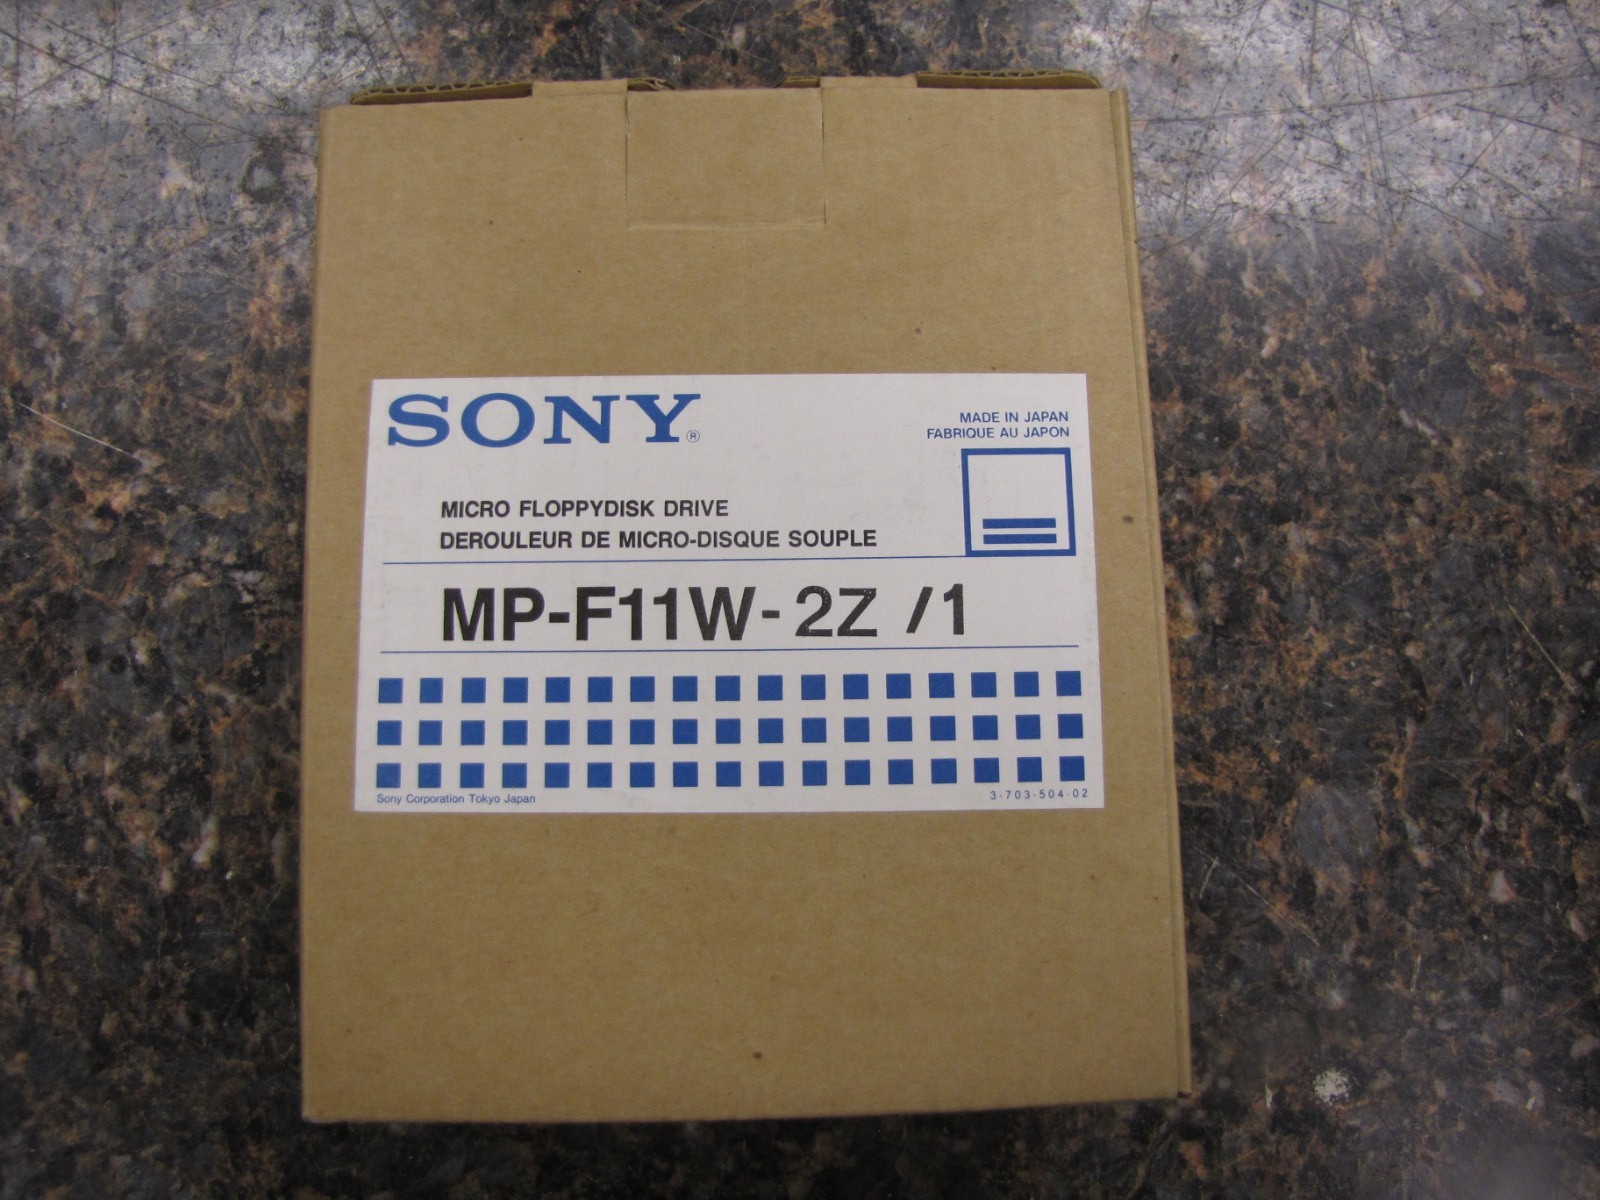 SONY®
MADE IN JAPAN
FABRIQUE AU JAPON
MICRO FLOPPYDISK DRIVE
DEROULEUR DE MICRO-DISQUE SOUPLE
MP-F11W-2Z /1
Sony Corporation Tokyo Japan
3-703-504-02